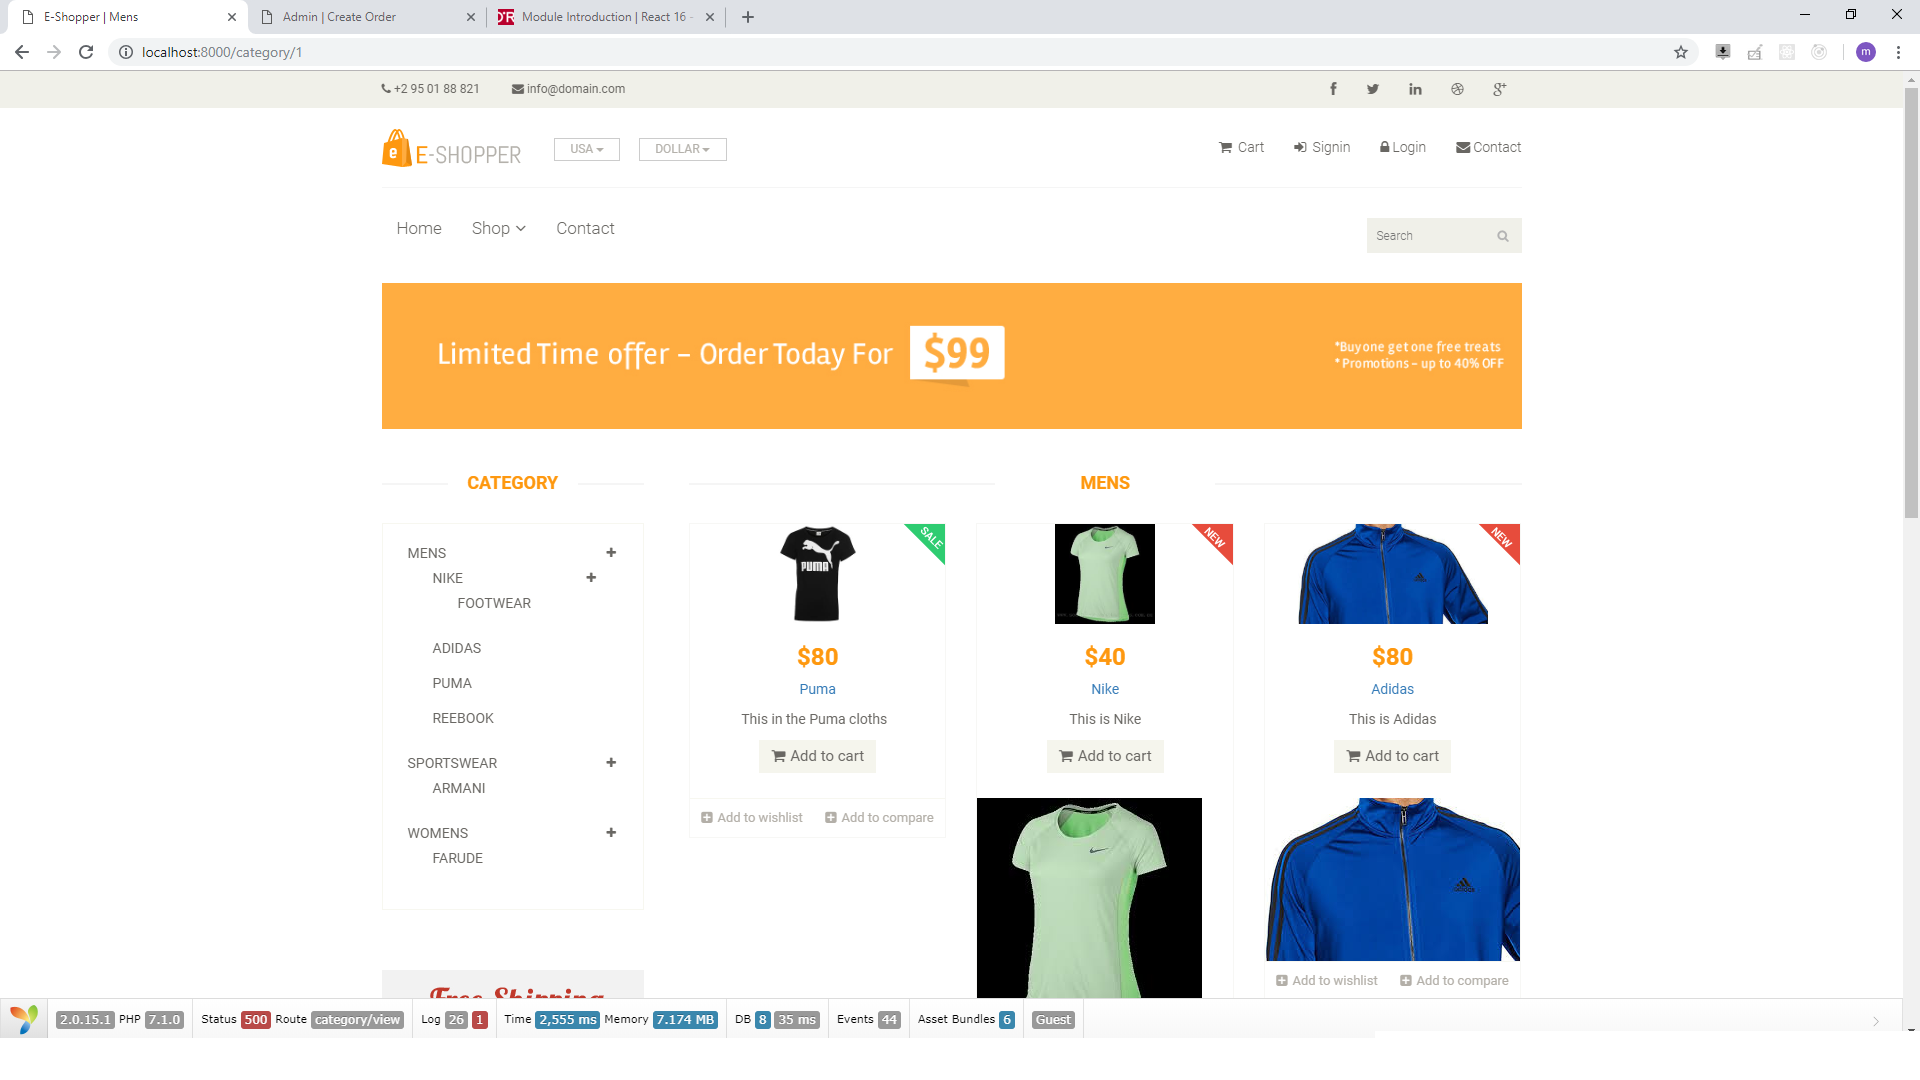 E-Shopper | Mens
Admin | Create Order
Module Introduction | React 16 -
localhost:8000/category/1
m
+2 95 01 88 821
info@domain.com
E-SHOPPER
USA
DOLLAR
Cart
Signin
Login
Contact
Home
Shop
Contact
Search
Limited Time offer – Order Today For $99
*Buy one get one free treats
* Promotions – up to 40% OFF
CATEGORY
MENS
NIKE
FOOTWEAR
ADIDAS
PUMA
REEBOOK
SPORTSWEAR
ARMANI
WOMENS
FARUDE
Free Shipping
MENS
SALE
PUMA
$80
Puma
This in the Puma cloths
Add to cart
Add to wishlist
Add to compare
NEW
$40
Nike
This is Nike
Add to cart
NEW
$80
Adidas
This is Adidas
Add to cart
Add to wishlist
Add to compare
2.0.15.1 PHP 7.1.0
Status 500 Route category/view
Log 26 1
Time 2,555 ms Memory 7.174 MB
DB 8 35 ms
Events 44
Asset Bundles 6
Guest